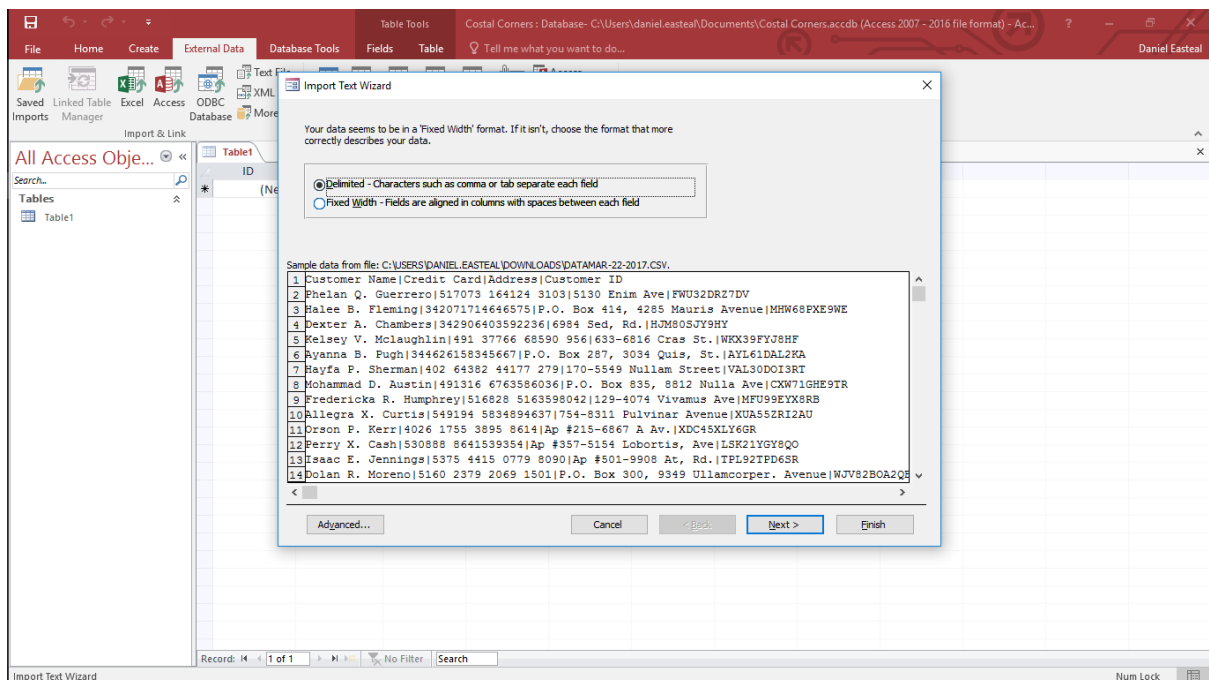 Table Tools Costal Corners : Database- C:\Users\daniel.easteal\Documents\Costal Corners.accdb (Access 2007 - 2016 file format) - Ac... ?
File Home Create External Data Database Tools Fields Table Tell me what you want to do... Daniel Easteal
Saved Imports
Linked Table Manager
Excel
Access
ODBC Database
Text File
XML
More
Access
Import & Link
All Access Obje... «
Search..
Tables
Table1
Table1
ID
* (Ne
Import Text Wizard
Your data seems to be in a 'Fixed Width' format. If it isn't, choose the format that more
correctly describes your data.
Delimited - Characters such as comma or tab separate each field
Fixed Width - Fields are aligned in columns with spaces between each field
Sample data from file: C:\USERS\DANIEL.EASTEAL\DOWNLOADS\DATAMAR-22-2017.CSV.
1 Customer Name|Credit Card|Address|Customer ID
2 Phelan Q. Guerrero|517073 164124 3103|5130 Enim Ave|FWU32DRZ7DV
3 Halee B. Fleming|342071714646575|P.O. Box 414, 4285 Mauris Avenue|MHW68PXE9WE
4 Dexter A. Chambers|342906403592236|6984 Sed, Rd.|HJM80SJY9HY
5 Kelsey V. Mclaughlin|491 37766 68590 956|633-6816 Cras St.|WKX39FYJ8HF
6 Ayanna B. Pugh|344626158345667|P.O. Box 287, 3034 Quis, St.|AYL61DAL2KA
7 Hayfa P. Sherman|402 64382 44177 279|170-5549 Nullam Street|VAL30DOI3RT
8 Mohammad D. Austin|491316 6763586036|P.O. Box 835, 8812 Nulla Ave|CXW71GHE9TR
9 Fredericka R. Humphrey|516828 5163598042|129-4074 Vivamus Ave|MFU99EYX8RB
10 Allegra X. Curtis|549194 5834894637|754-8311 Pulvinar Avenue|XUA55ZRI2AU
11 Orson P. Kerr|4026 1755 3895 8614|Ap #215-6867 A Av.|XDC45XLY6GR
12 Perry X. Cash|530888 8641539354|Ap #357-5154 Lobortis, Ave|LSK21YGY8QO
13 Isaac E. Jennings|5375 4415 0779 8090|Ap #501-9908 At, Rd.|TPL92TPD6SR
14 Dolan R. Moreno|5160 2379 2069 1501|P.O. Box 300, 9349 Ullamcorper. Avenue|WJV82BOA2QE
Advanced... Cancel < Back Next > Finish
Record: 1 of 1 No Filter Search
Import Text Wizard Num Lock